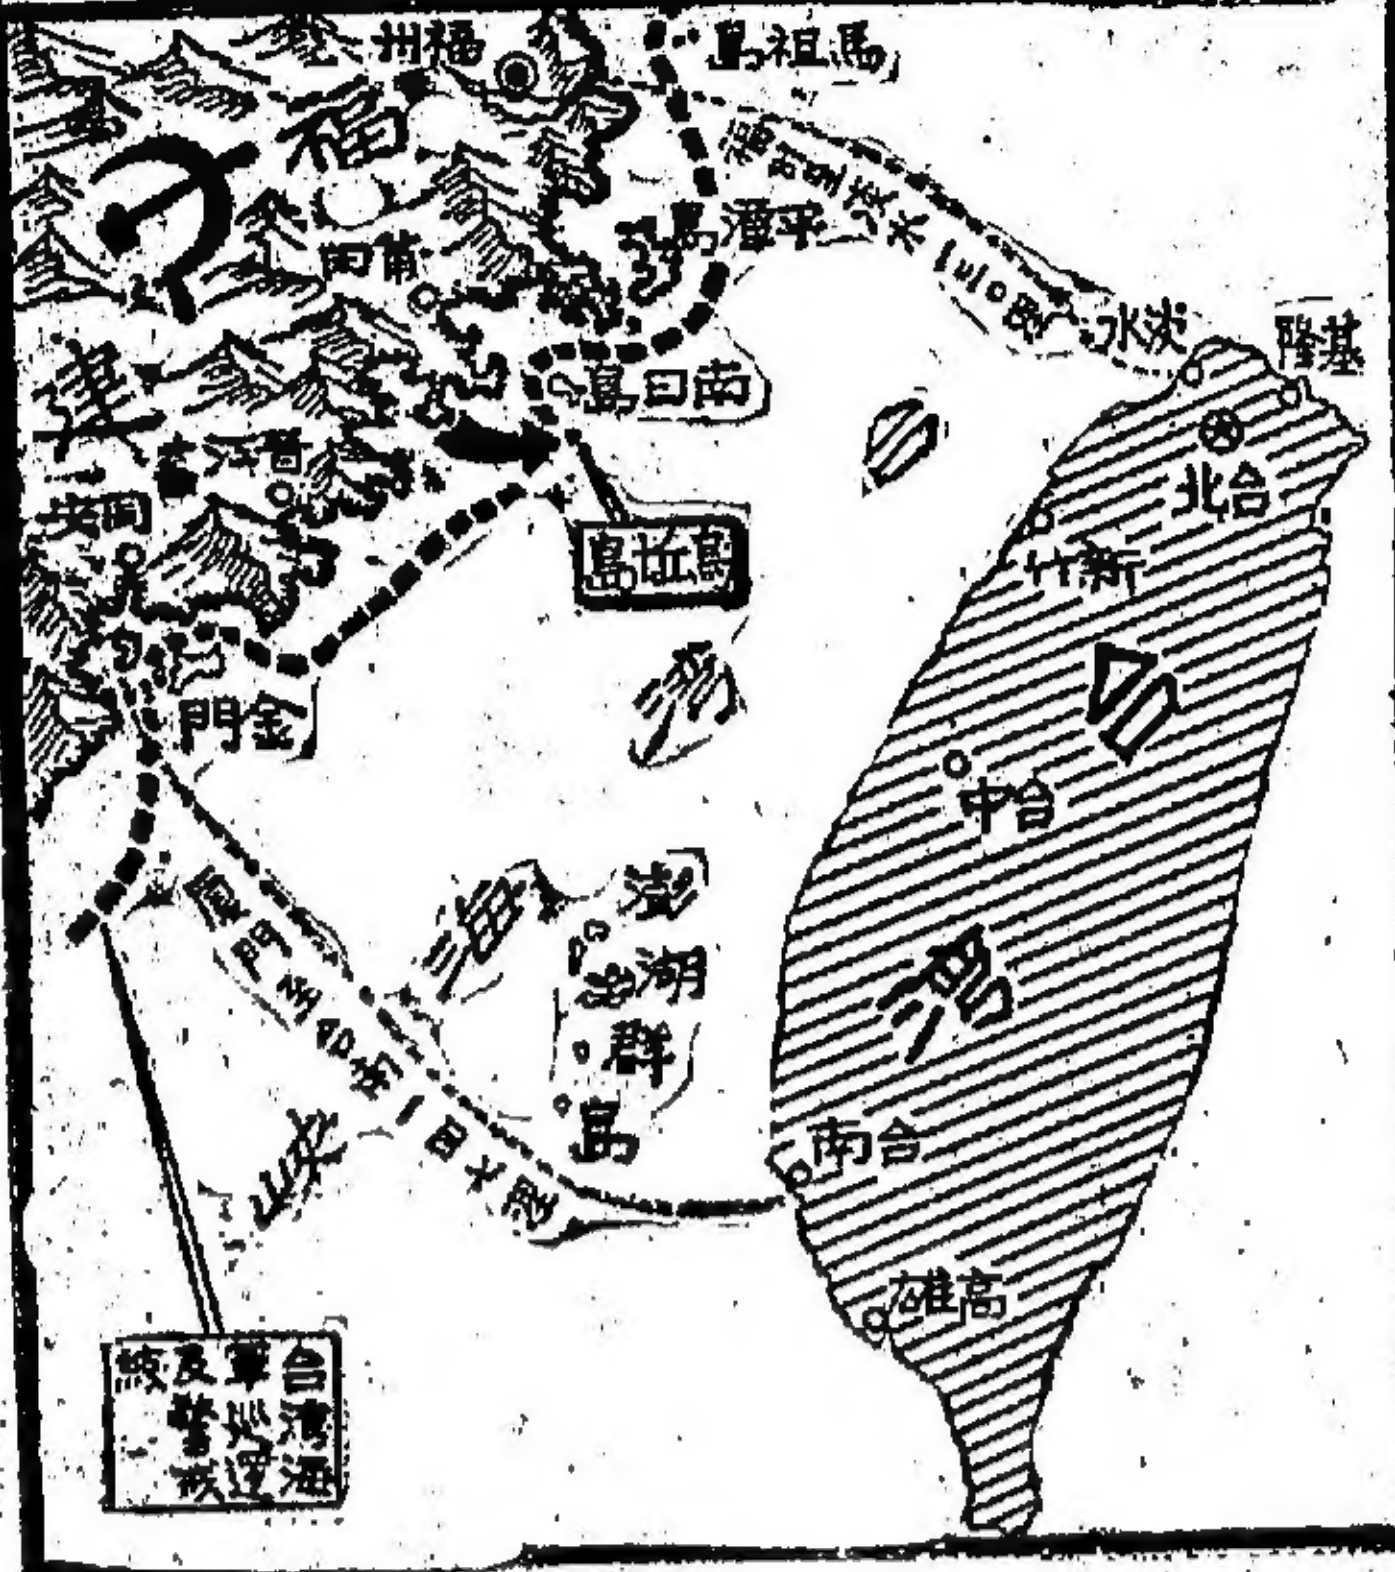 福州
馬祖島
福建
平潭島
莆田
南日島
晋江
同安
烏坵島
金門
淡水
基隆
台北
新竹
台中
台灣
台南
高雄
澎湖群島
海
台灣海
軍巡邏
及警戒
線